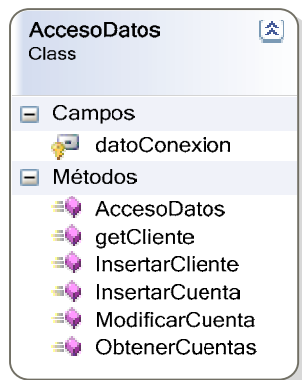 AccesoDatos
Class
Campos
datoConexion
Métodos
AccesoDatos
getCliente
InsertarCliente
InsertarCuenta
ModificarCuenta
ObtenerCuentas